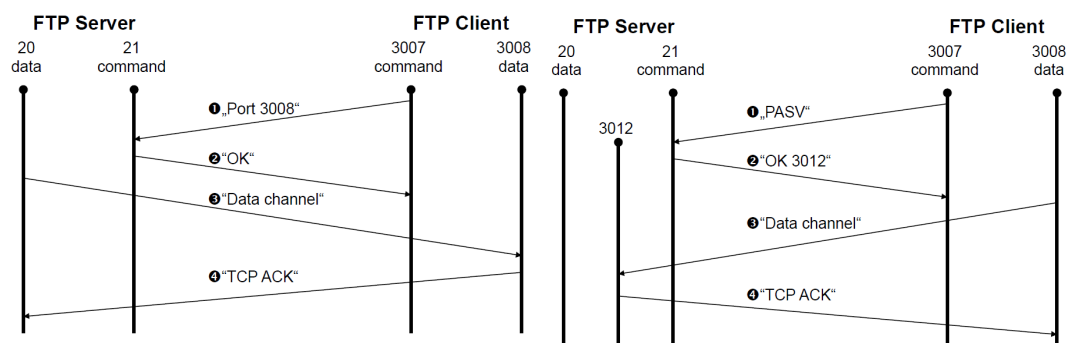 FTP Server
FTP Client
20
data
21
command
3007
command
3008
data
❶„Port 3008“
❷“OK“
❸“Data channel“
❹“TCP ACK“
FTP Server
FTP Client
20
data
21
command
3007
command
3008
data
3012
❶„PASV“
❷“OK 3012“
❸“Data channel“
❹“TCP ACK“